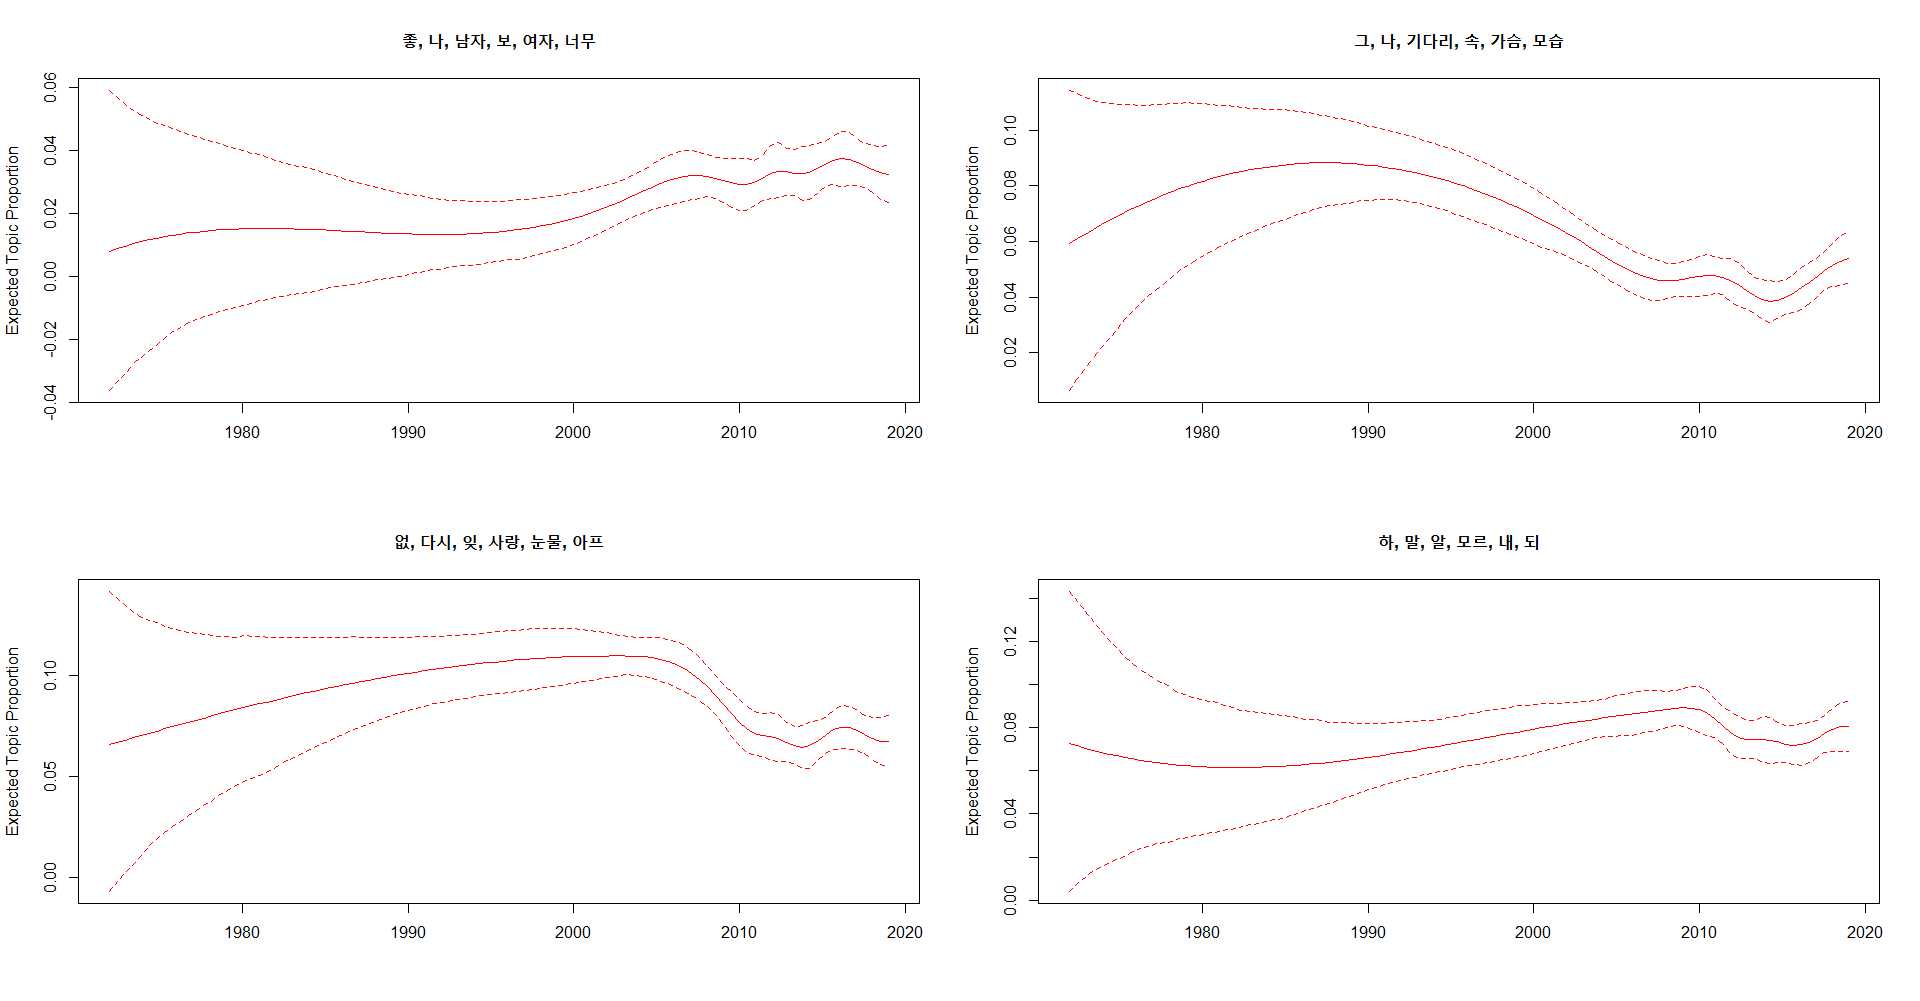 좋, 나, 남자, 보, 여자, 너무
Expected Topic Proportion
0.06
0.04
0.02
0.00
-0.02
-0.04
1980 1990 2000 2010 2020
그, 나, 기다리, 속, 가슴, 모습
Expected Topic Proportion
0.10
0.08
0.06
0.04
0.02
1980 1990 2000 2010 2020
없, 다시, 잊, 사랑, 눈물, 아프
Expected Topic Proportion
0.10
0.05
0.00
1980 1990 2000 2010 2020
하, 말, 알, 모르, 내, 되
Expected Topic Proportion
0.12
0.08
0.04
0.00
1980 1990 2000 2010 2020